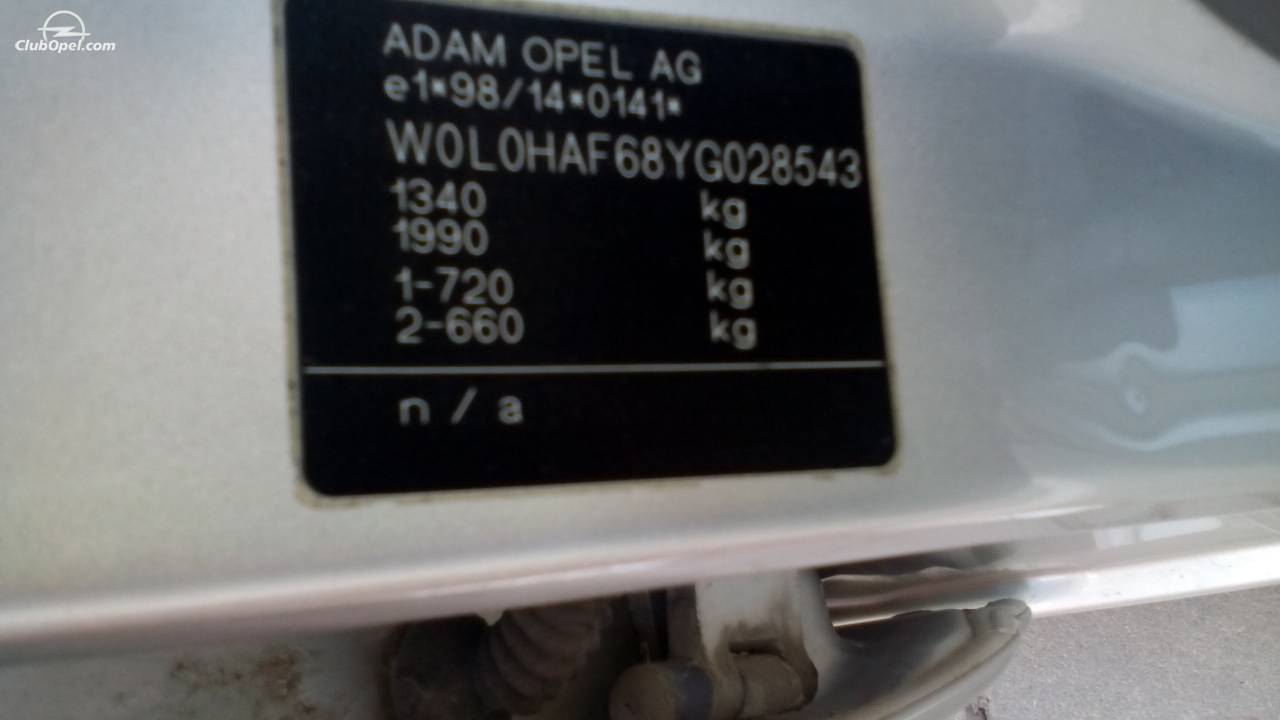 ClubOpel.com
ADAM OPEL AG
e1*98/14*0141*
W0L0HAF68YG028543
1340 kg
1990 kg
1-720 kg
2-660 kg
n/a